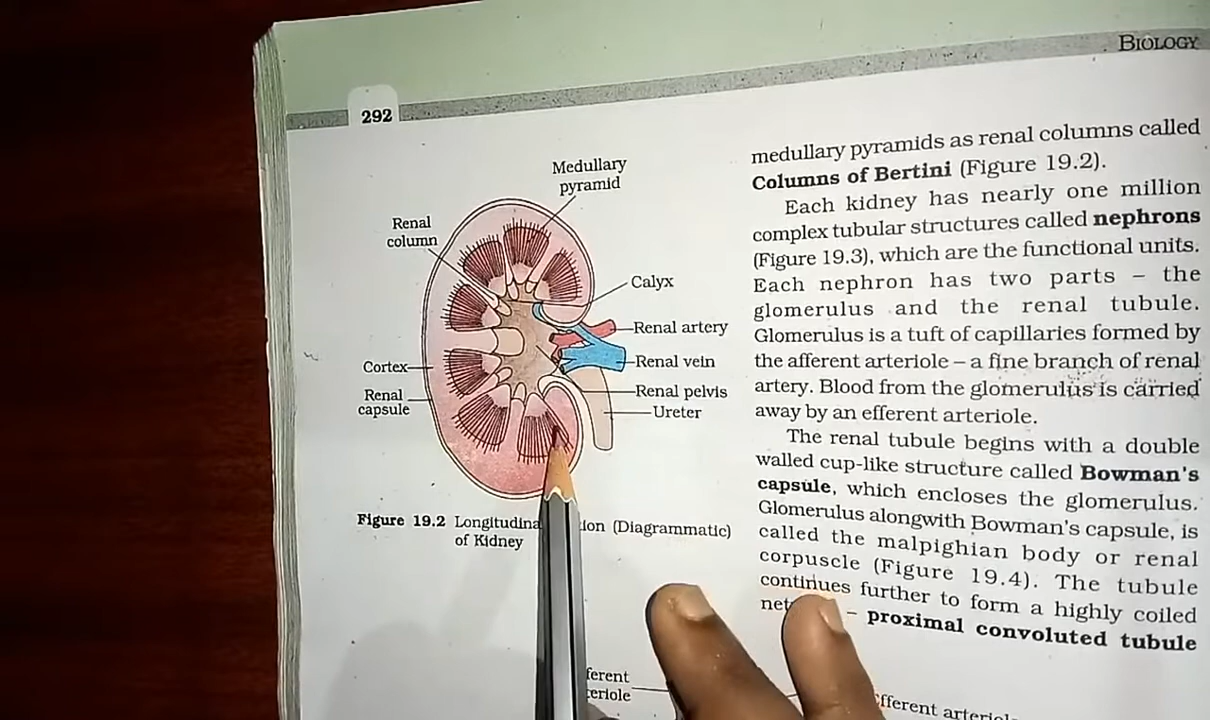 BIOLOGY
292
Medullary
pyramid
Renal
column
Calyx
Renal artery
Renal vein
Cortex
Renal
capsule
Renal pelvis
Ureter
Figure 19.2 Longitudina (Diagrammatic)
of Kidney
medullary pyramids as renal columns called
Columns of Bertini (Figure 19.2).
Each kidney has nearly one million
complex tubular structures called nephrons
(Figure 19.3), which are the functional units.
Each nephron has two parts – the
glomerulus and the renal tubule.
Glomerulus is a tuft of capillaries formed by
the afferent arteriole – a fine branch of renal
artery. Blood from the glomerulus is carried
away by an efferent arteriole.
The renal tubule begins with a double
walled cup-like structure called Bowman's
capsule, which encloses the glomerulus.
Glomerulus alongwith Bowman's capsule, is
called the malpighian body or renal
corpuscle (Figure 19.4). The tubule
continues further to form a highly coiled
– proximal convoluted tubule
ferent
eriole
fferent arteriol